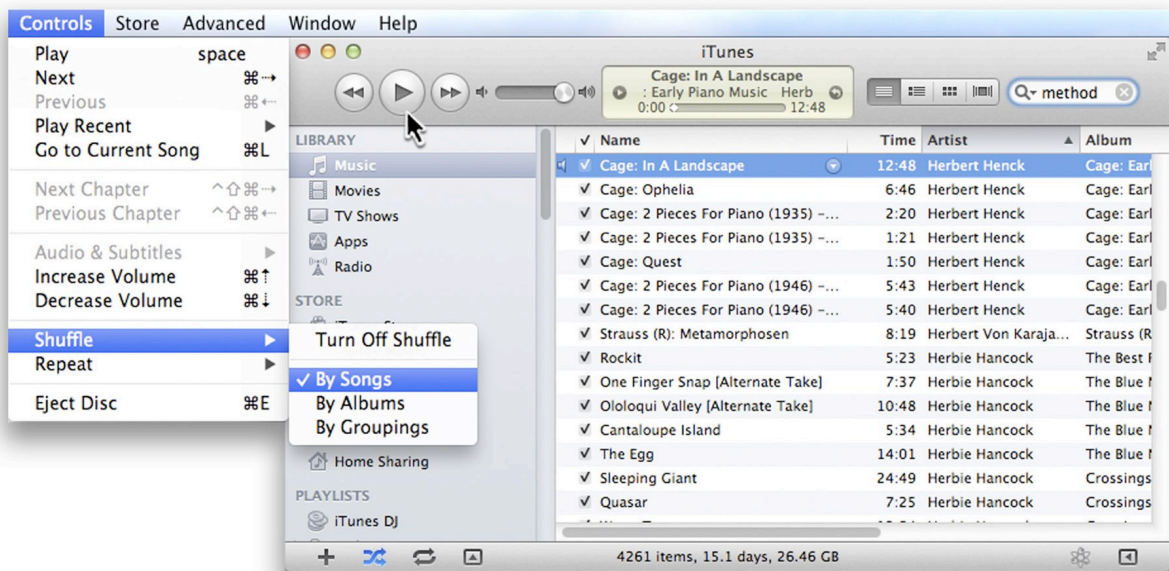 Controls Store Advanced Window Help
Play space
Next ⌘⇢
Previous ⌘⇠
Play Recent ▶
Go to Current Song ⌘L
Next Chapter ^⇧⌘⇢
Previous Chapter ^⇧⌘⇠
Audio & Subtitles ▶
Increase Volume ⌘↑
Decrease Volume ⌘↓
Shuffle ▶
Repeat ▶
Eject Disc ⌘E
Turn Off Shuffle
✓ By Songs
By Albums
By Groupings
iTunes
Cage: In A Landscape
: Early Piano Music Herb
0:00 12:48
method
LIBRARY
Music
Movies
TV Shows
Apps
Radio
STORE
Home Sharing
PLAYLISTS
iTunes DJ
✓ Name Time Artist ▲ Album
✓ Cage: In A Landscape 12:48 Herbert Henck Cage: Earl
✓ Cage: Ophelia 6:46 Herbert Henck Cage: Earl
✓ Cage: 2 Pieces For Piano (1935) –... 2:20 Herbert Henck Cage: Earl
✓ Cage: 2 Pieces For Piano (1935) –... 1:21 Herbert Henck Cage: Earl
✓ Cage: Quest 1:50 Herbert Henck Cage: Earl
✓ Cage: 2 Pieces For Piano (1946) –... 5:43 Herbert Henck Cage: Earl
✓ Cage: 2 Pieces For Piano (1946) –... 5:40 Herbert Henck Cage: Earl
✓ Strauss (R): Metamorphosen 8:19 Herbert Von Karaja... Strauss (R
✓ Rockit 5:23 Herbie Hancock The Best
✓ One Finger Snap [Alternate Take] 7:37 Herbie Hancock The Blue
✓ Ololoqui Valley [Alternate Take] 10:48 Herbie Hancock The Blue
✓ Cantaloupe Island 5:34 Herbie Hancock The Blue
✓ The Egg 14:01 Herbie Hancock The Blue
✓ Sleeping Giant 24:49 Herbie Hancock Crossings
✓ Quasar 7:25 Herbie Hancock Crossings
4261 items, 15.1 days, 26.46 GB